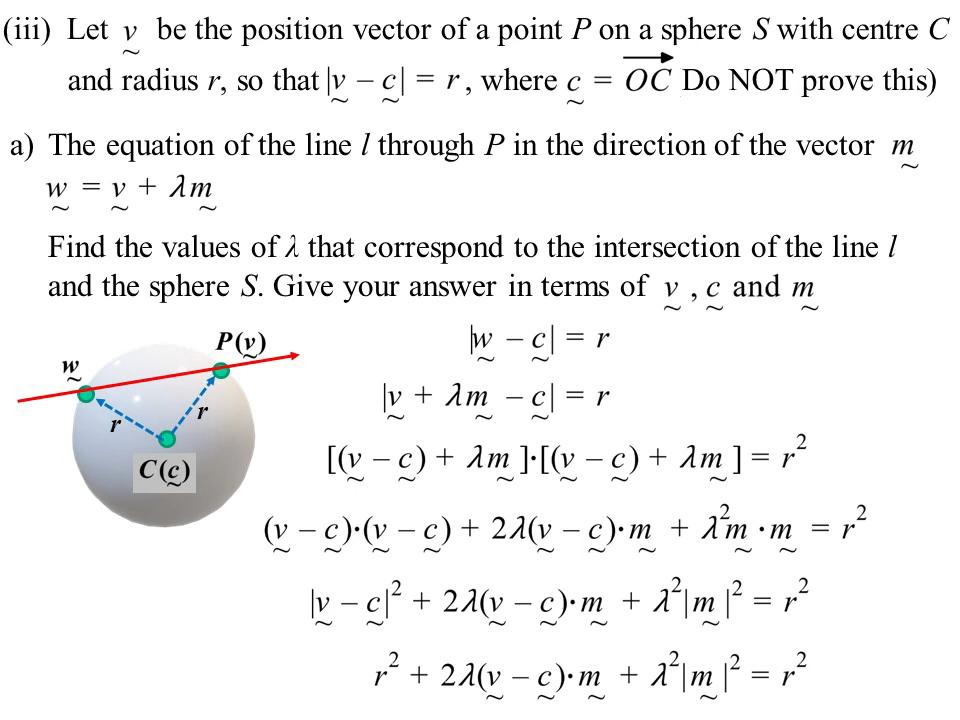 (iii) Let v be the position vector of a point P on a sphere S with centre C
~
and radius r, so that |v – c| = r, where c = OC Do NOT prove this)
~ ~ ~
a) The equation of the line l through P in the direction of the vector m
~
w = v + λm
~ ~ ~
Find the values of λ that correspond to the intersection of the line l
and the sphere S. Give your answer in terms of v , c and m
~ ~ ~
P(v)
~
w
~
r
r
C(c)
~
|w – c| = r
~ ~
|v + λm – c| = r
~ ~ ~
[(v – c) + λm ]·[(v – c) + λm ] = r²
~ ~ ~ ~ ~ ~
(v – c)·(v – c) + 2λ(v – c)·m + λ²m · m = r²
~ ~ ~ ~ ~ ~ ~ ~ ~
|v – c|² + 2λ(v – c)·m + λ²|m |² = r²
~ ~ ~ ~ ~ ~
r² + 2λ(v – c)·m + λ²|m |² = r²
~ ~ ~ ~